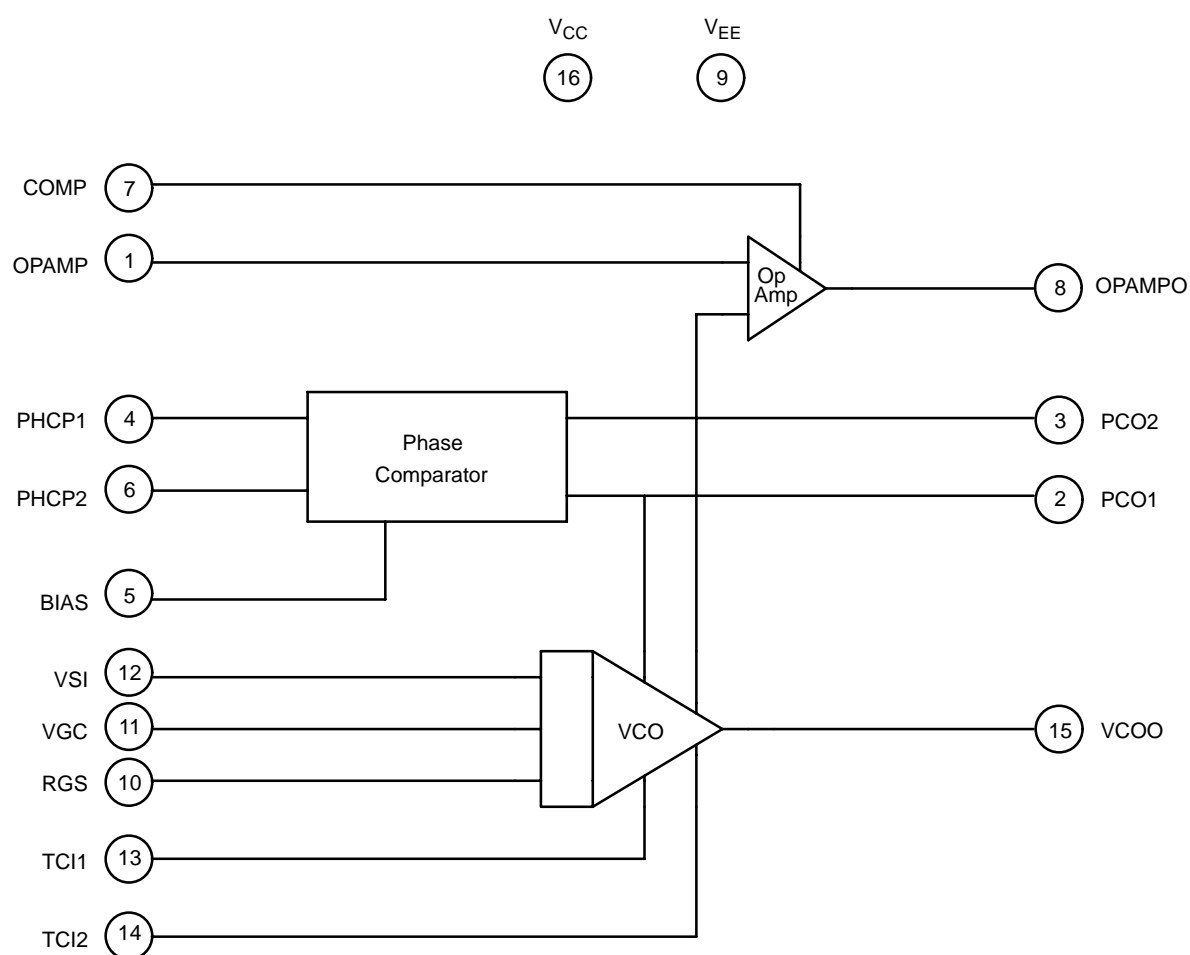 VCC VEE
16 9
COMP 7
OPAMP 1
Op
Amp
8 OPAMPO
PHCP1 4
Phase
Comparator
3 PCO2
PHCP2 6
2 PCO1
BIAS 5
VSI 12
VGC 11
VCO
15 VCOO
RGS 10
TCI1 13
TCI2 14